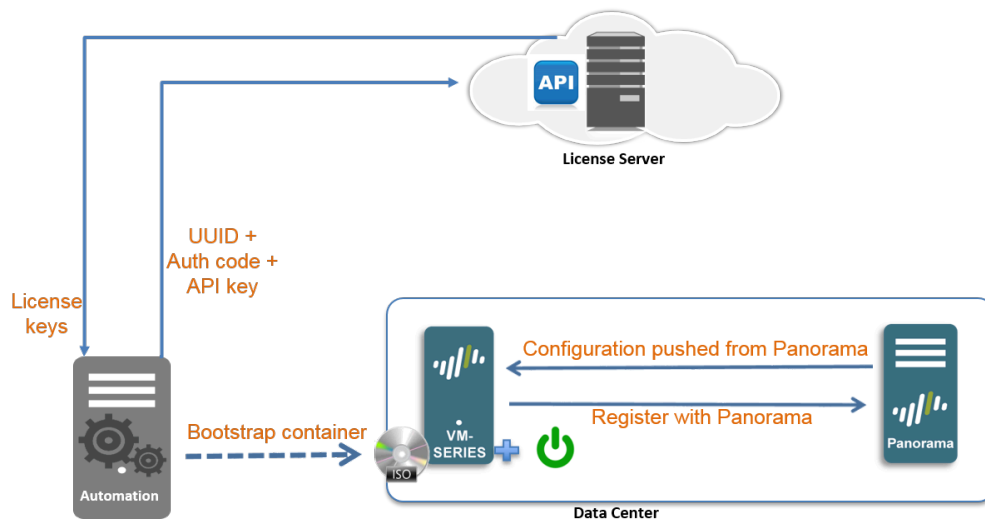 API
License Server
UUID +
Auth code +
API key
License
keys
Configuration pushed from Panorama
Register with Panorama
Bootstrap container
VM-
SERIES
ISO
Panorama
Automation
Data Center